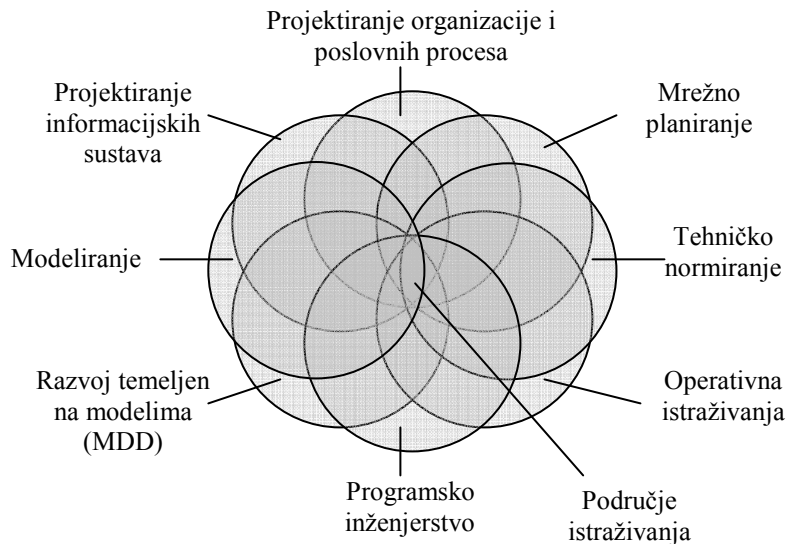 Projektiranje organizacije i
poslovnih procesa
Projektiranje
informacijskih
sustava
Mrežno
planiranje
Modeliranje
Tehničko
normiranje
Razvoj temeljen
na modelima
(MDD)
Operativna
istraživanja
Programsko
inženjerstvo
Područje
istraživanja